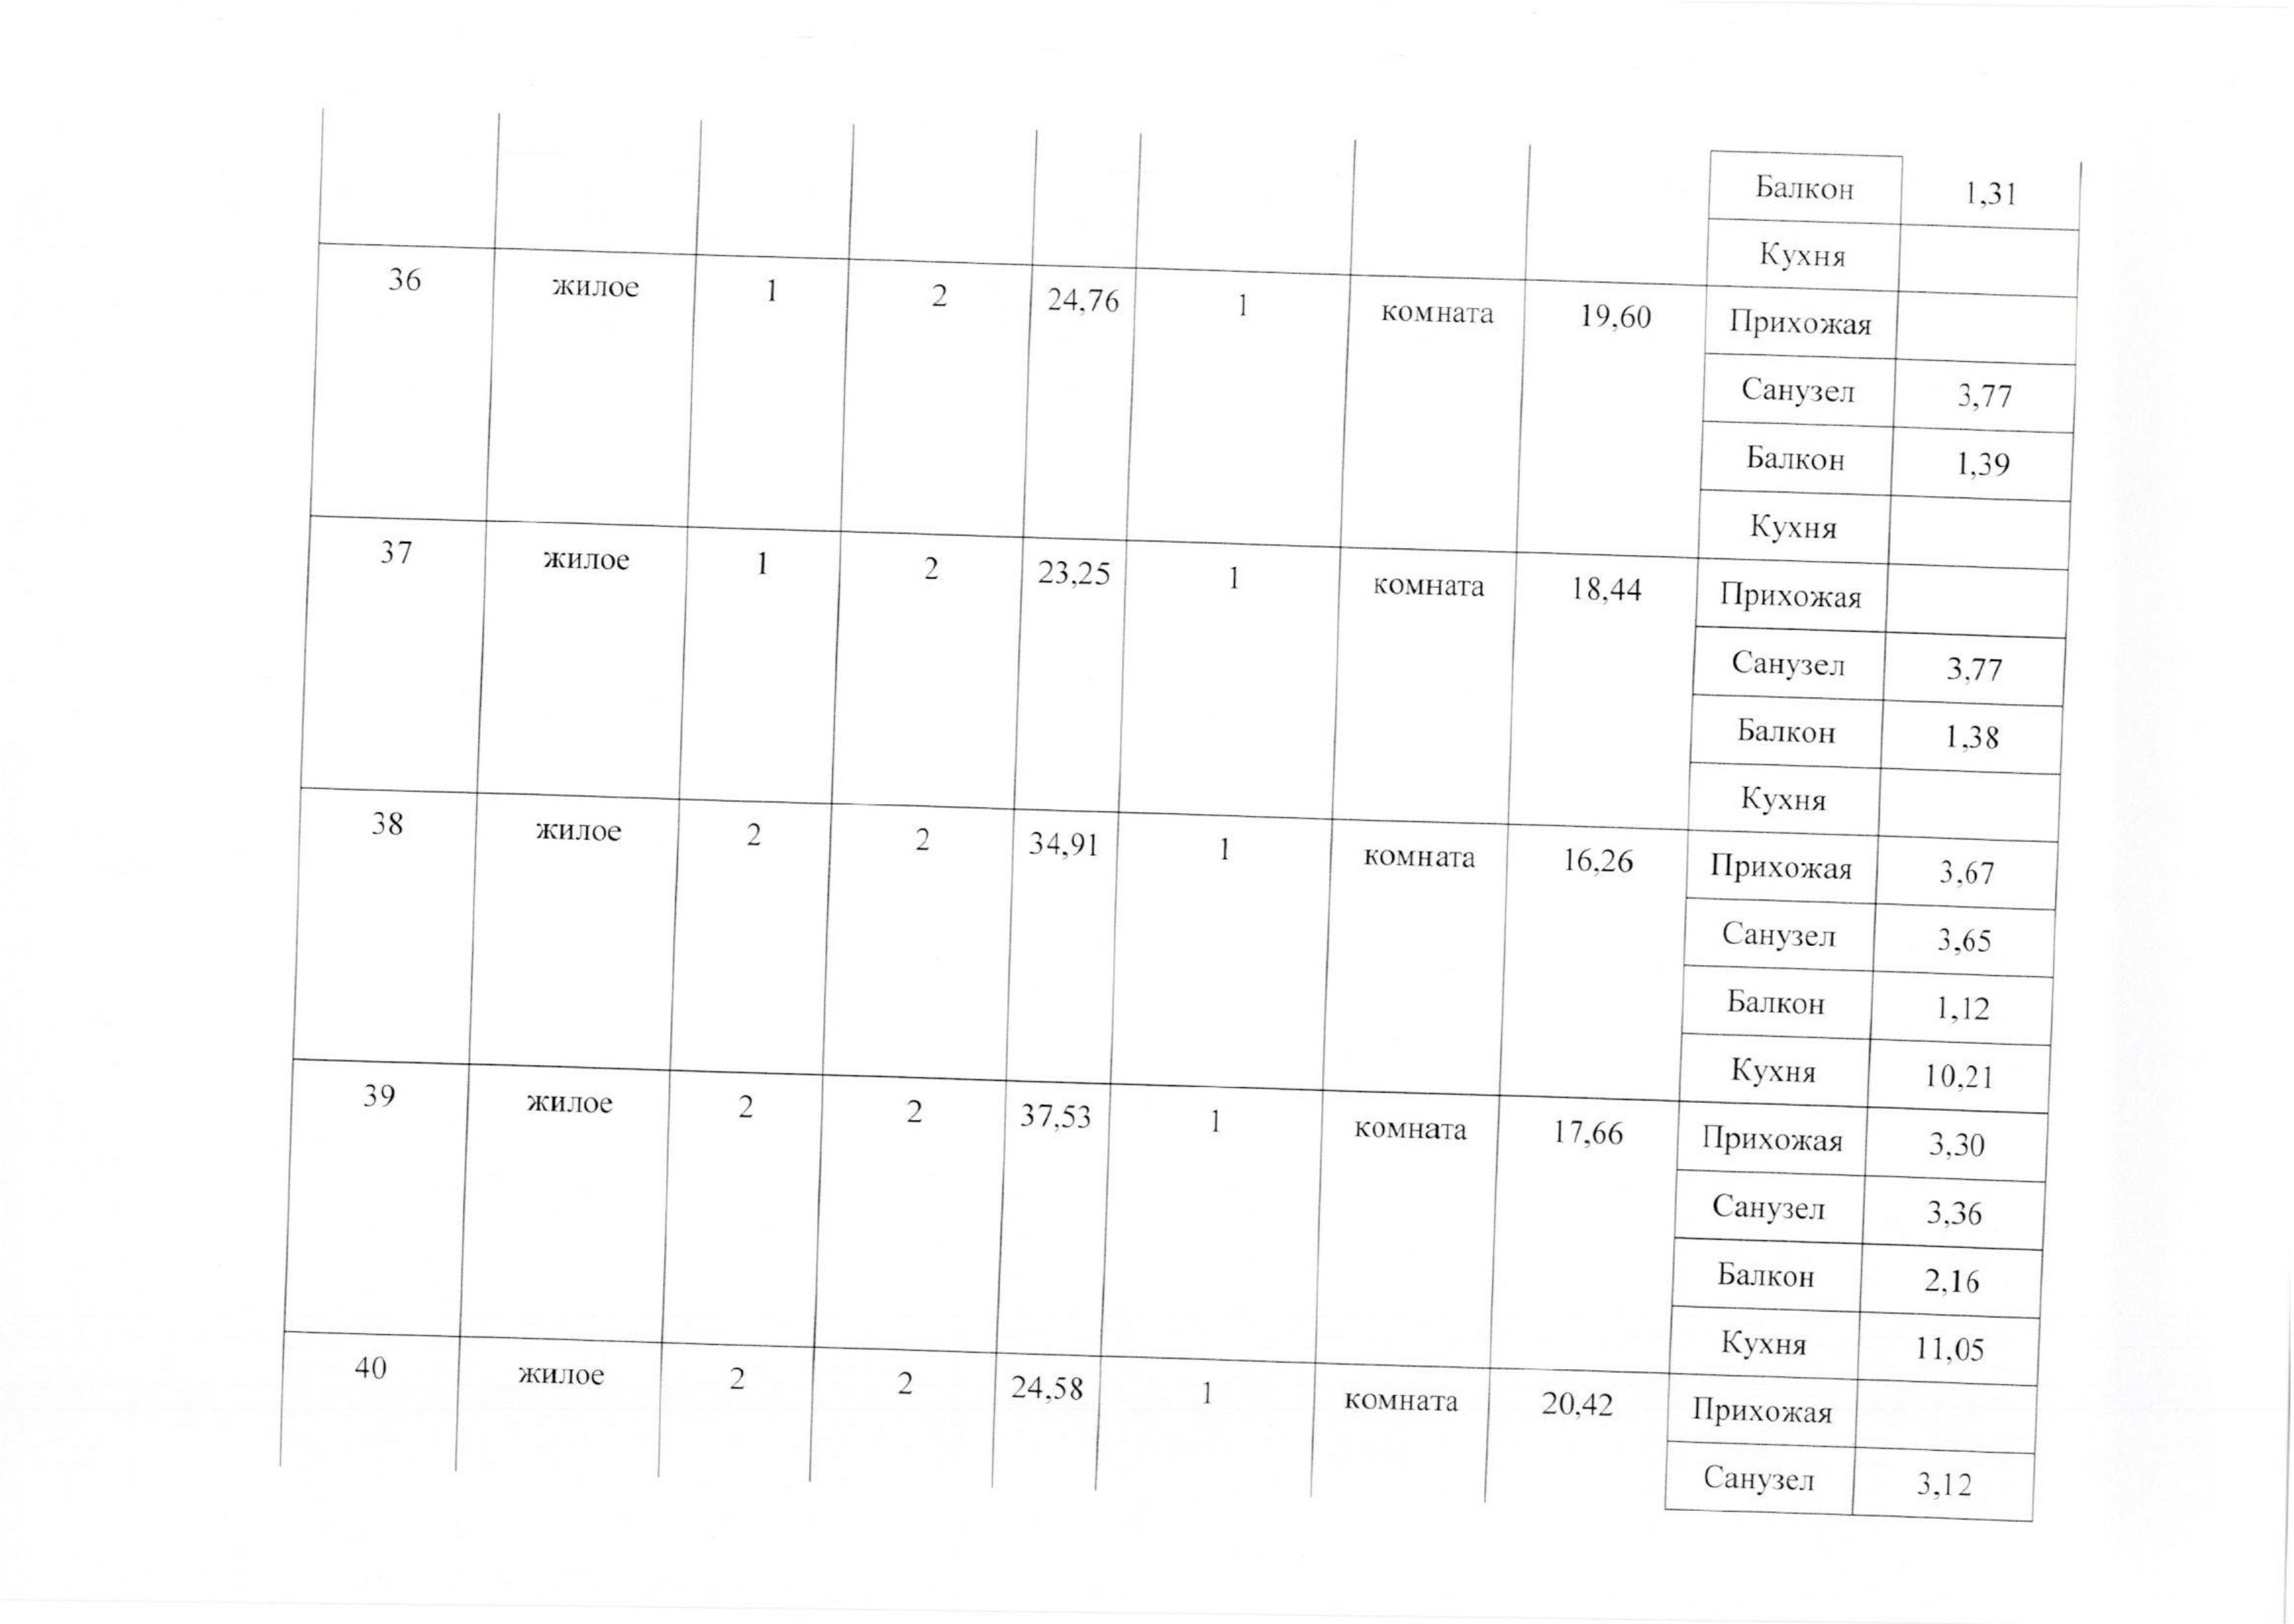 Балкон 1,31
Кухня
36 жилое 1 2 24,76 1 комната 19,60 Прихожая
Санузел 3,77
Балкон 1,39
Кухня
37 жилое 1 2 23,25 1 комната 18,44 Прихожая
Санузел 3,77
Балкон 1,38
Кухня
38 жилое 2 2 34,91 1 комната 16,26 Прихожая 3,67
Санузел 3,65
Балкон 1,12
Кухня 10,21
39 жилое 2 2 37,53 1 комната 17,66 Прихожая 3,30
Санузел 3,36
Балкон 2,16
Кухня 11,05
40 жилое 2 2 24,58 1 комната 20,42 Прихожая
Санузел 3,12